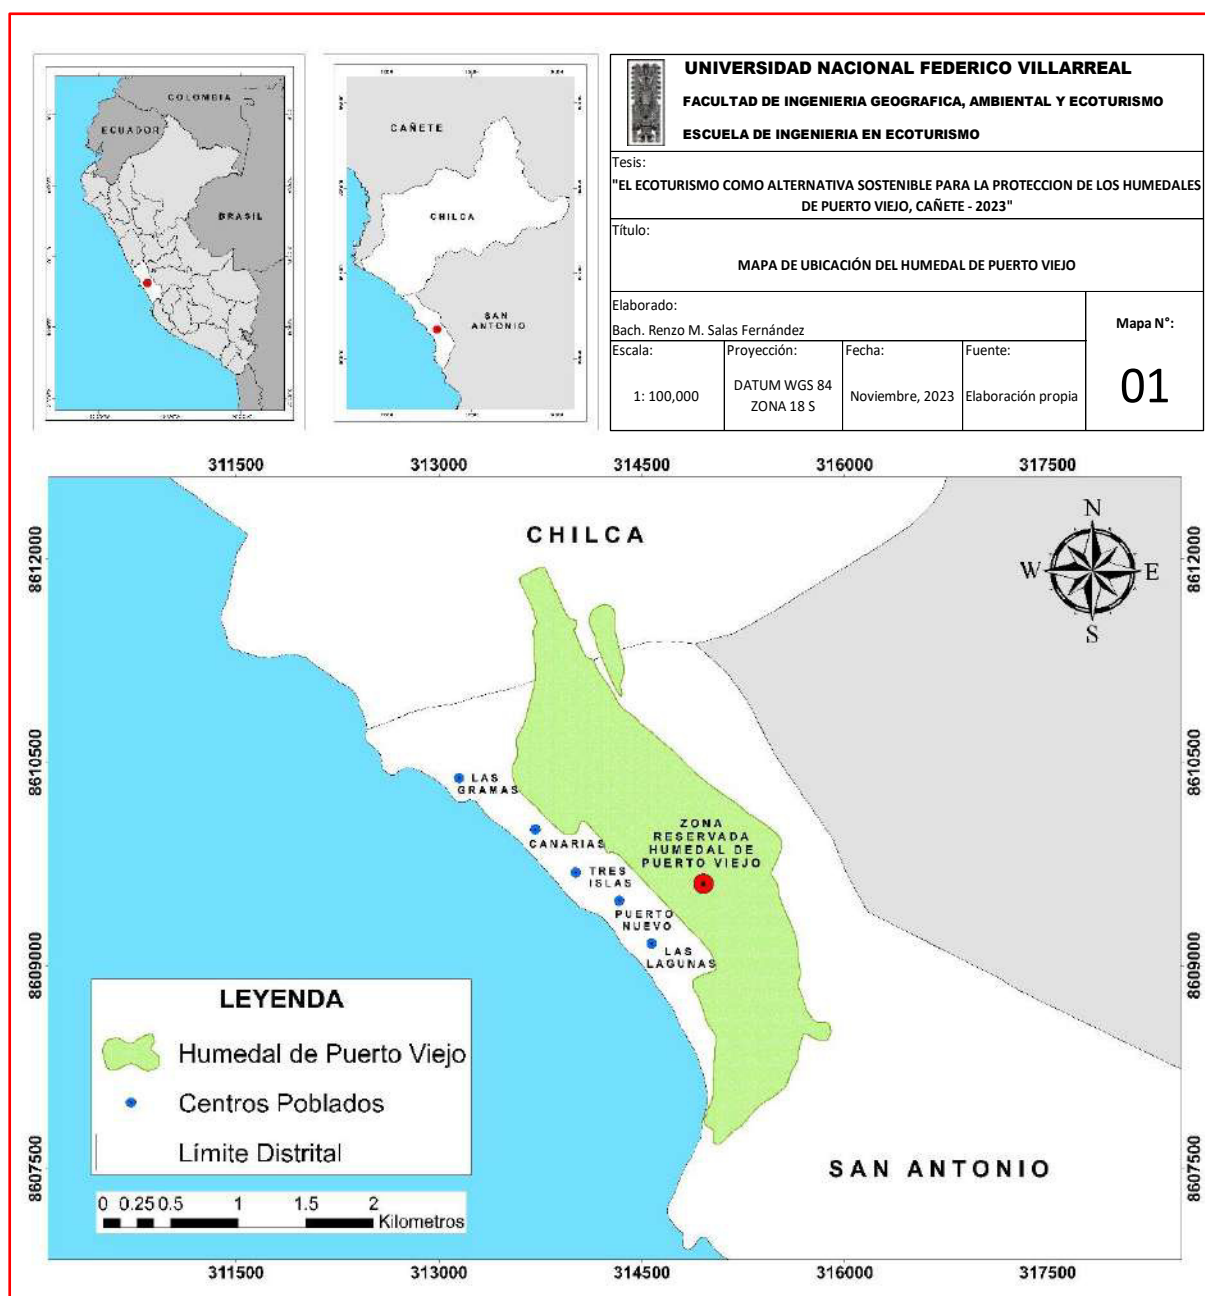 COLOMBIA
ECUADOR
BRASIL
CAÑETE
CHILCA
SAN
ANTONIO
UNIVERSIDAD NACIONAL FEDERICO VILLARREAL
FACULTAD DE INGENIERIA GEOGRAFICA, AMBIENTAL Y ECOTURISMO
ESCUELA DE INGENIERIA EN ECOTURISMO
Tesis:
"EL ECOTURISMO COMO ALTERNATIVA SOSTENIBLE PARA LA PROTECCION DE LOS HUMEDALES
DE PUERTO VIEJO, CAÑETE - 2023"
Título:
MAPA DE UBICACIÓN DEL HUMEDAL DE PUERTO VIEJO
Elaborado:
Bach. Renzo M. Salas Fernández
Mapa N°:
01
Escala:
1: 100,000
Proyección:
DATUM WGS 84
ZONA 18 S
Fecha:
Noviembre, 2023
Fuente:
Elaboración propia
311500 313000 314500 316000 317500
8612000 8612000
8610500 8610500
8609000 8609000
8607500 8607500
CHILCA
N
W E
S
LAS
GRAMAS
CANARIAS
TRES
ISLAS
PUERTO
NUEVO
LAS
LAGUNAS
ZONA
RESERVADA
HUMEDAL DE
PUERTO VIEJO
SAN ANTONIO
LEYENDA
Humedal de Puerto Viejo
Centros Poblados
Límite Distrital
0 0.25 0.5 1 1.5 2
Kilometros
311500 313000 314500 316000 317500